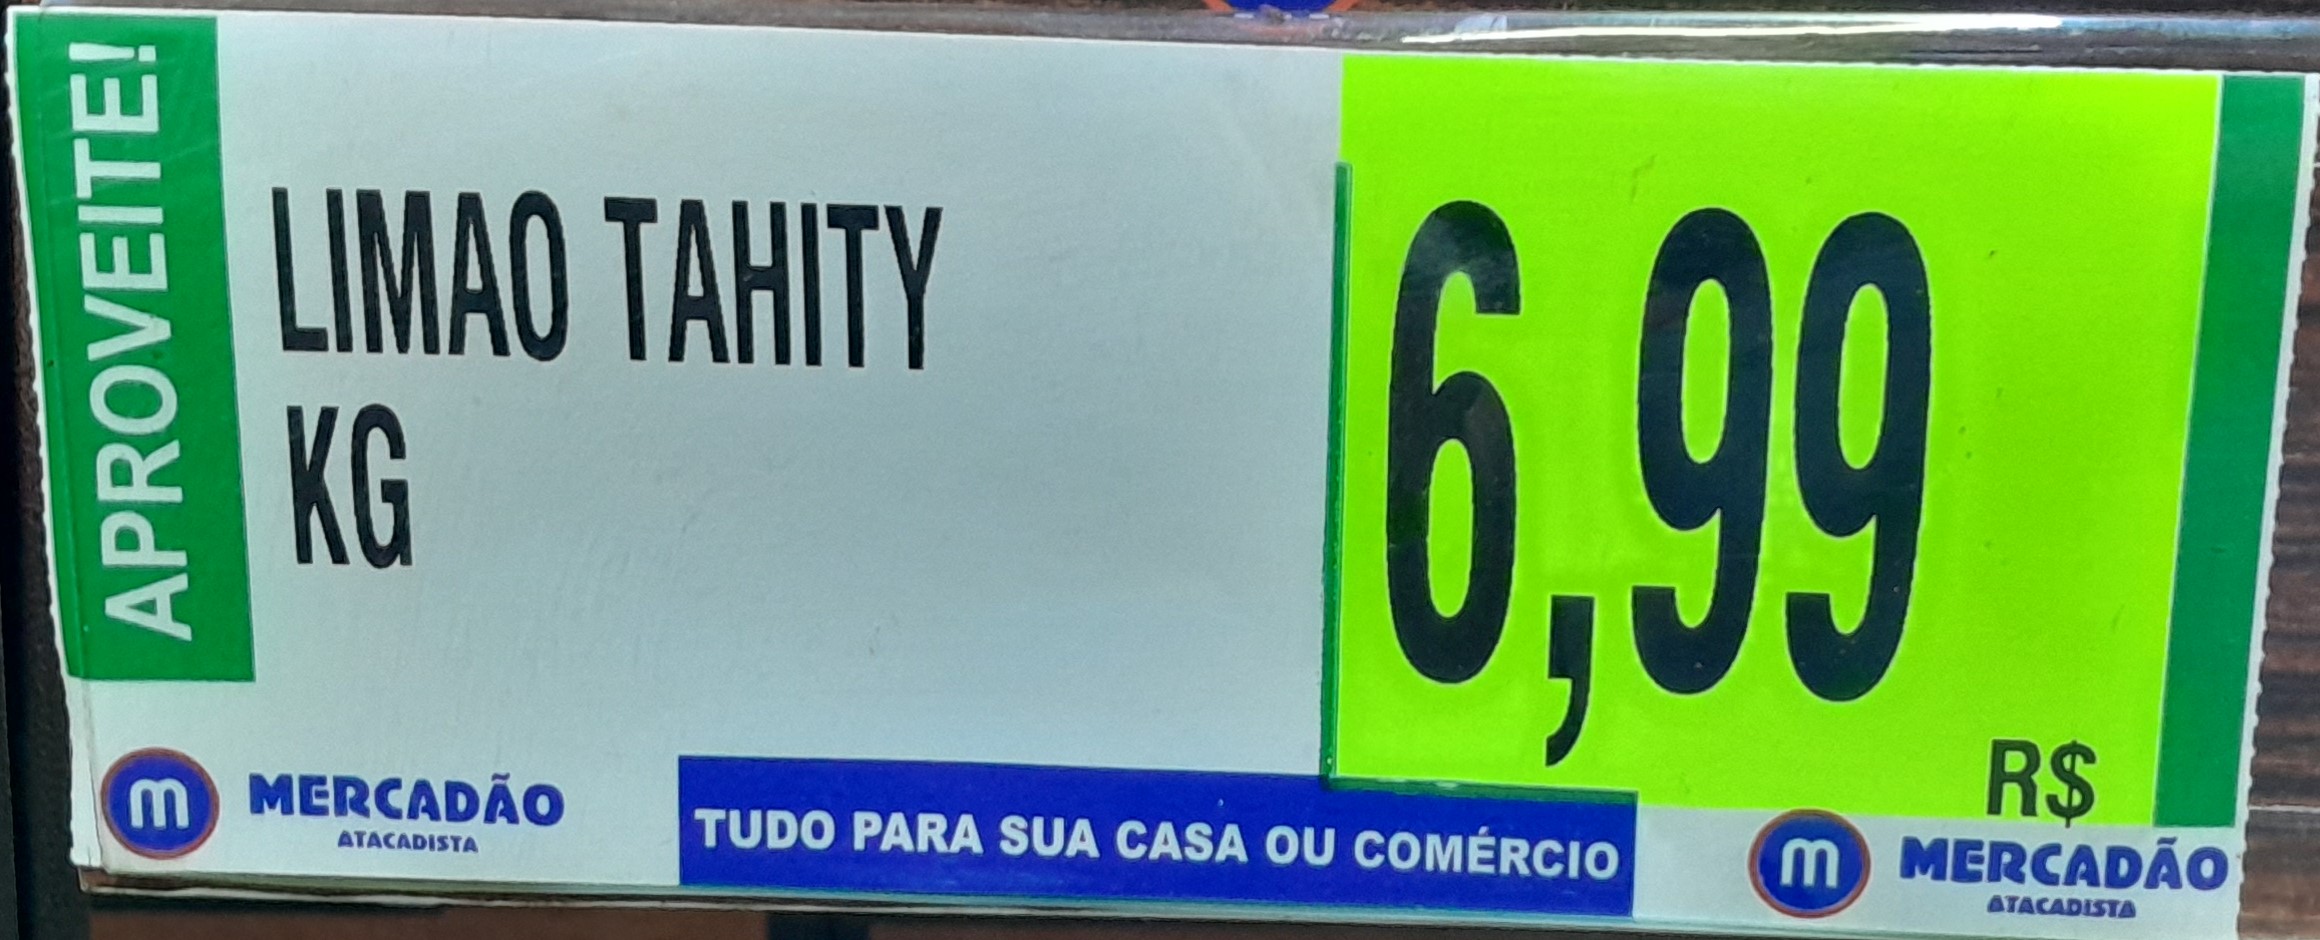 APROVEITE!
LIMAO TAHITY
KG
6,99
R$
m MERCADÃO
ATACADISTA
TUDO PARA SUA CASA OU COMÉRCIO
m MERCADÃO
ATACADISTA